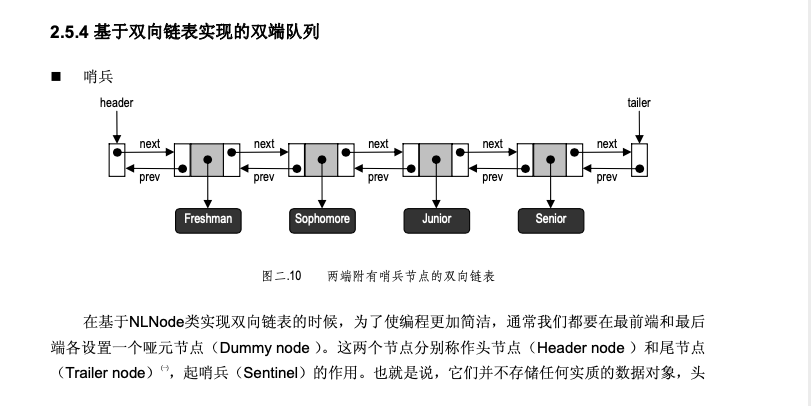 2.5.4 基于双向链表实现的双端队列
■ 哨兵
header tailer
next next next next next
prev prev prev prev prev
Freshman Sophomore Junior Senior
图二.10 两端附有哨兵节点的双向链表
在基于NLNode类实现双向链表的时候，为了使编程更加简洁，通常我们都要在最前端和最后
端各设置一个哑元节点（Dummy node ）。这两个节点分别称作头节点（Header node ）和尾节点
（Trailer node）㈠，起哨兵（Sentinel）的作用。也就是说，它们并不存储任何实质的数据对象，头